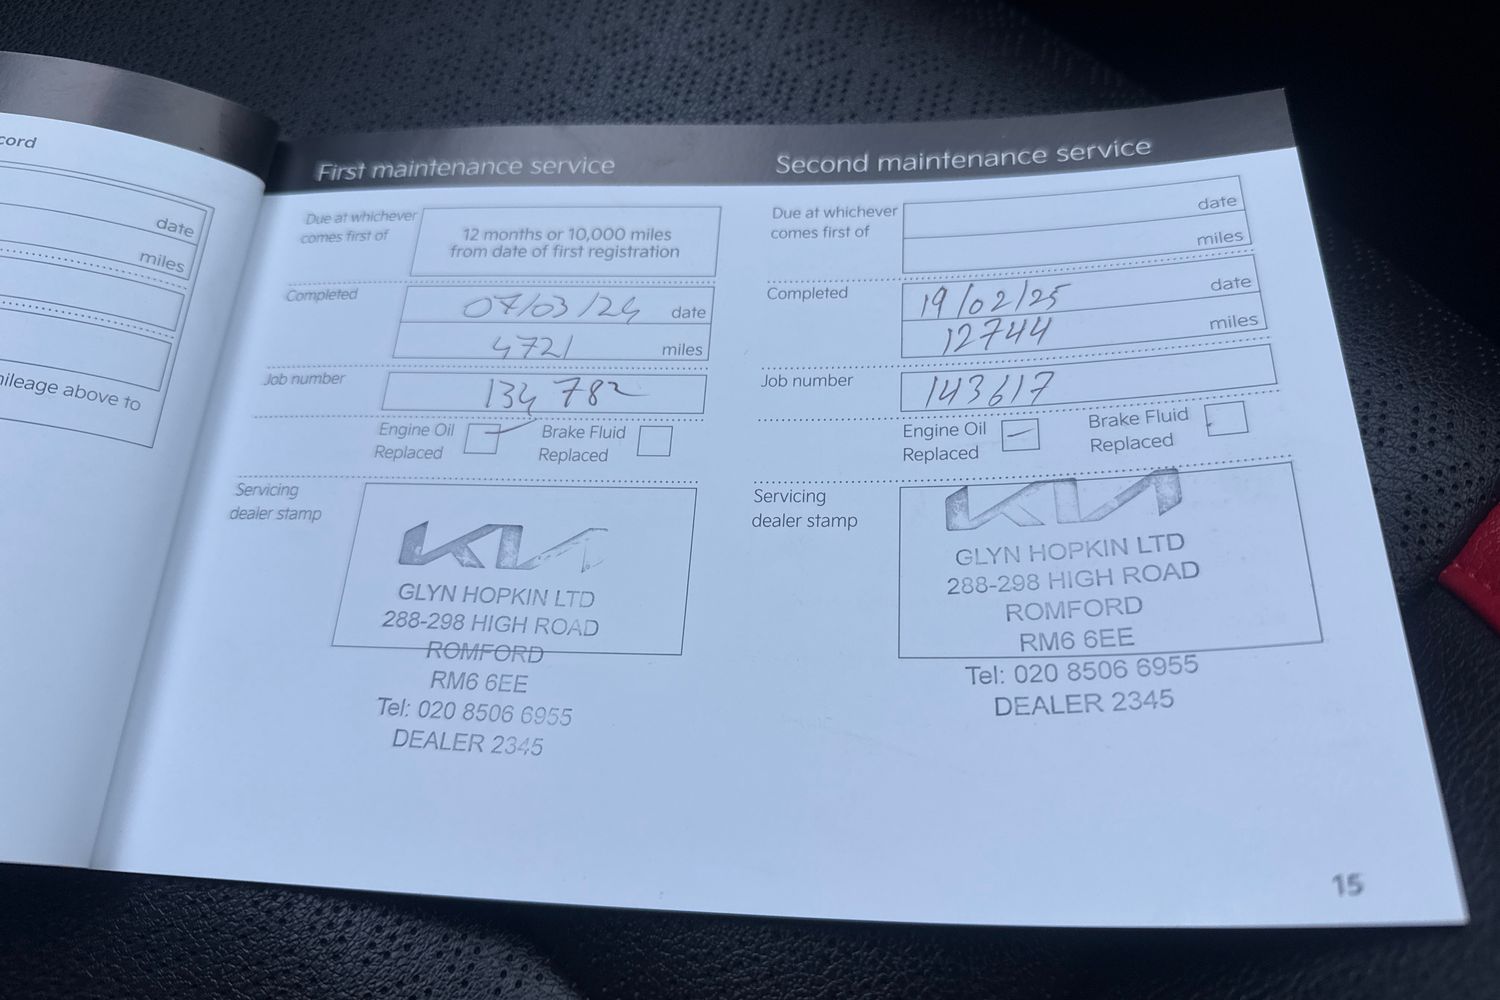 cord
date
miles
ileage above to
First maintenance service
Due at whichever
comes first of
12 months or 10,000 miles
from date of first registration
Completed
07/03/24 date
4721 miles
Job number
134782
Engine Oil
Replaced
Brake Fluid
Replaced
Servicing
dealer stamp
KIA
GLYN HOPKIN LTD
288-298 HIGH ROAD
ROMFORD
RM6 6EE
Tel: 020 8506 6955
DEALER 2345
Second maintenance service
Due at whichever
comes first of
date
miles
Completed
19/02/25 date
12744 miles
Job number
143617
Engine Oil
Replaced
Brake Fluid
Replaced
Servicing
dealer stamp
KIA
GLYN HOPKIN LTD
288-298 HIGH ROAD
ROMFORD
RM6 6EE
Tel: 020 8506 6955
DEALER 2345
15